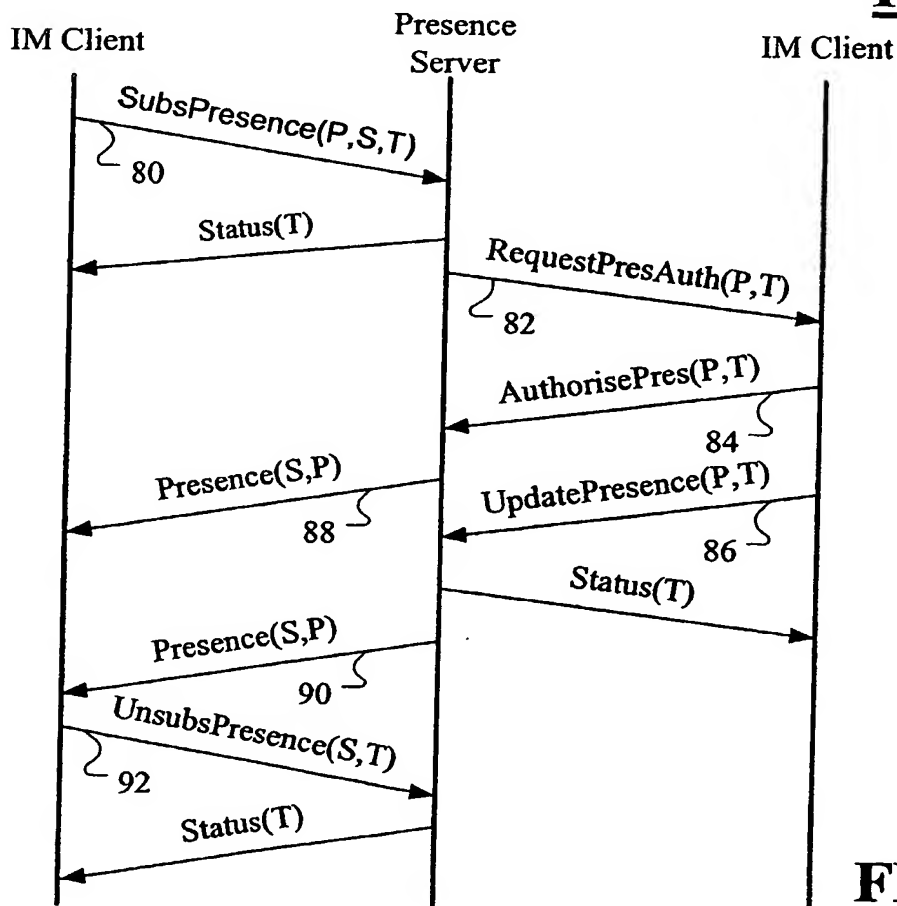 IM Client
Presence
Server
IM Client
SubsPresence(P,S,T)
80
Status(T)
RequestPresAuth(P,T)
82
AuthorisePres(P,T)
84
Presence(S,P)
88
UpdatePresence(P,T)
86
Status(T)
Presence(S,P)
90
UnsubsPresence(S,T)
92
Status(T)